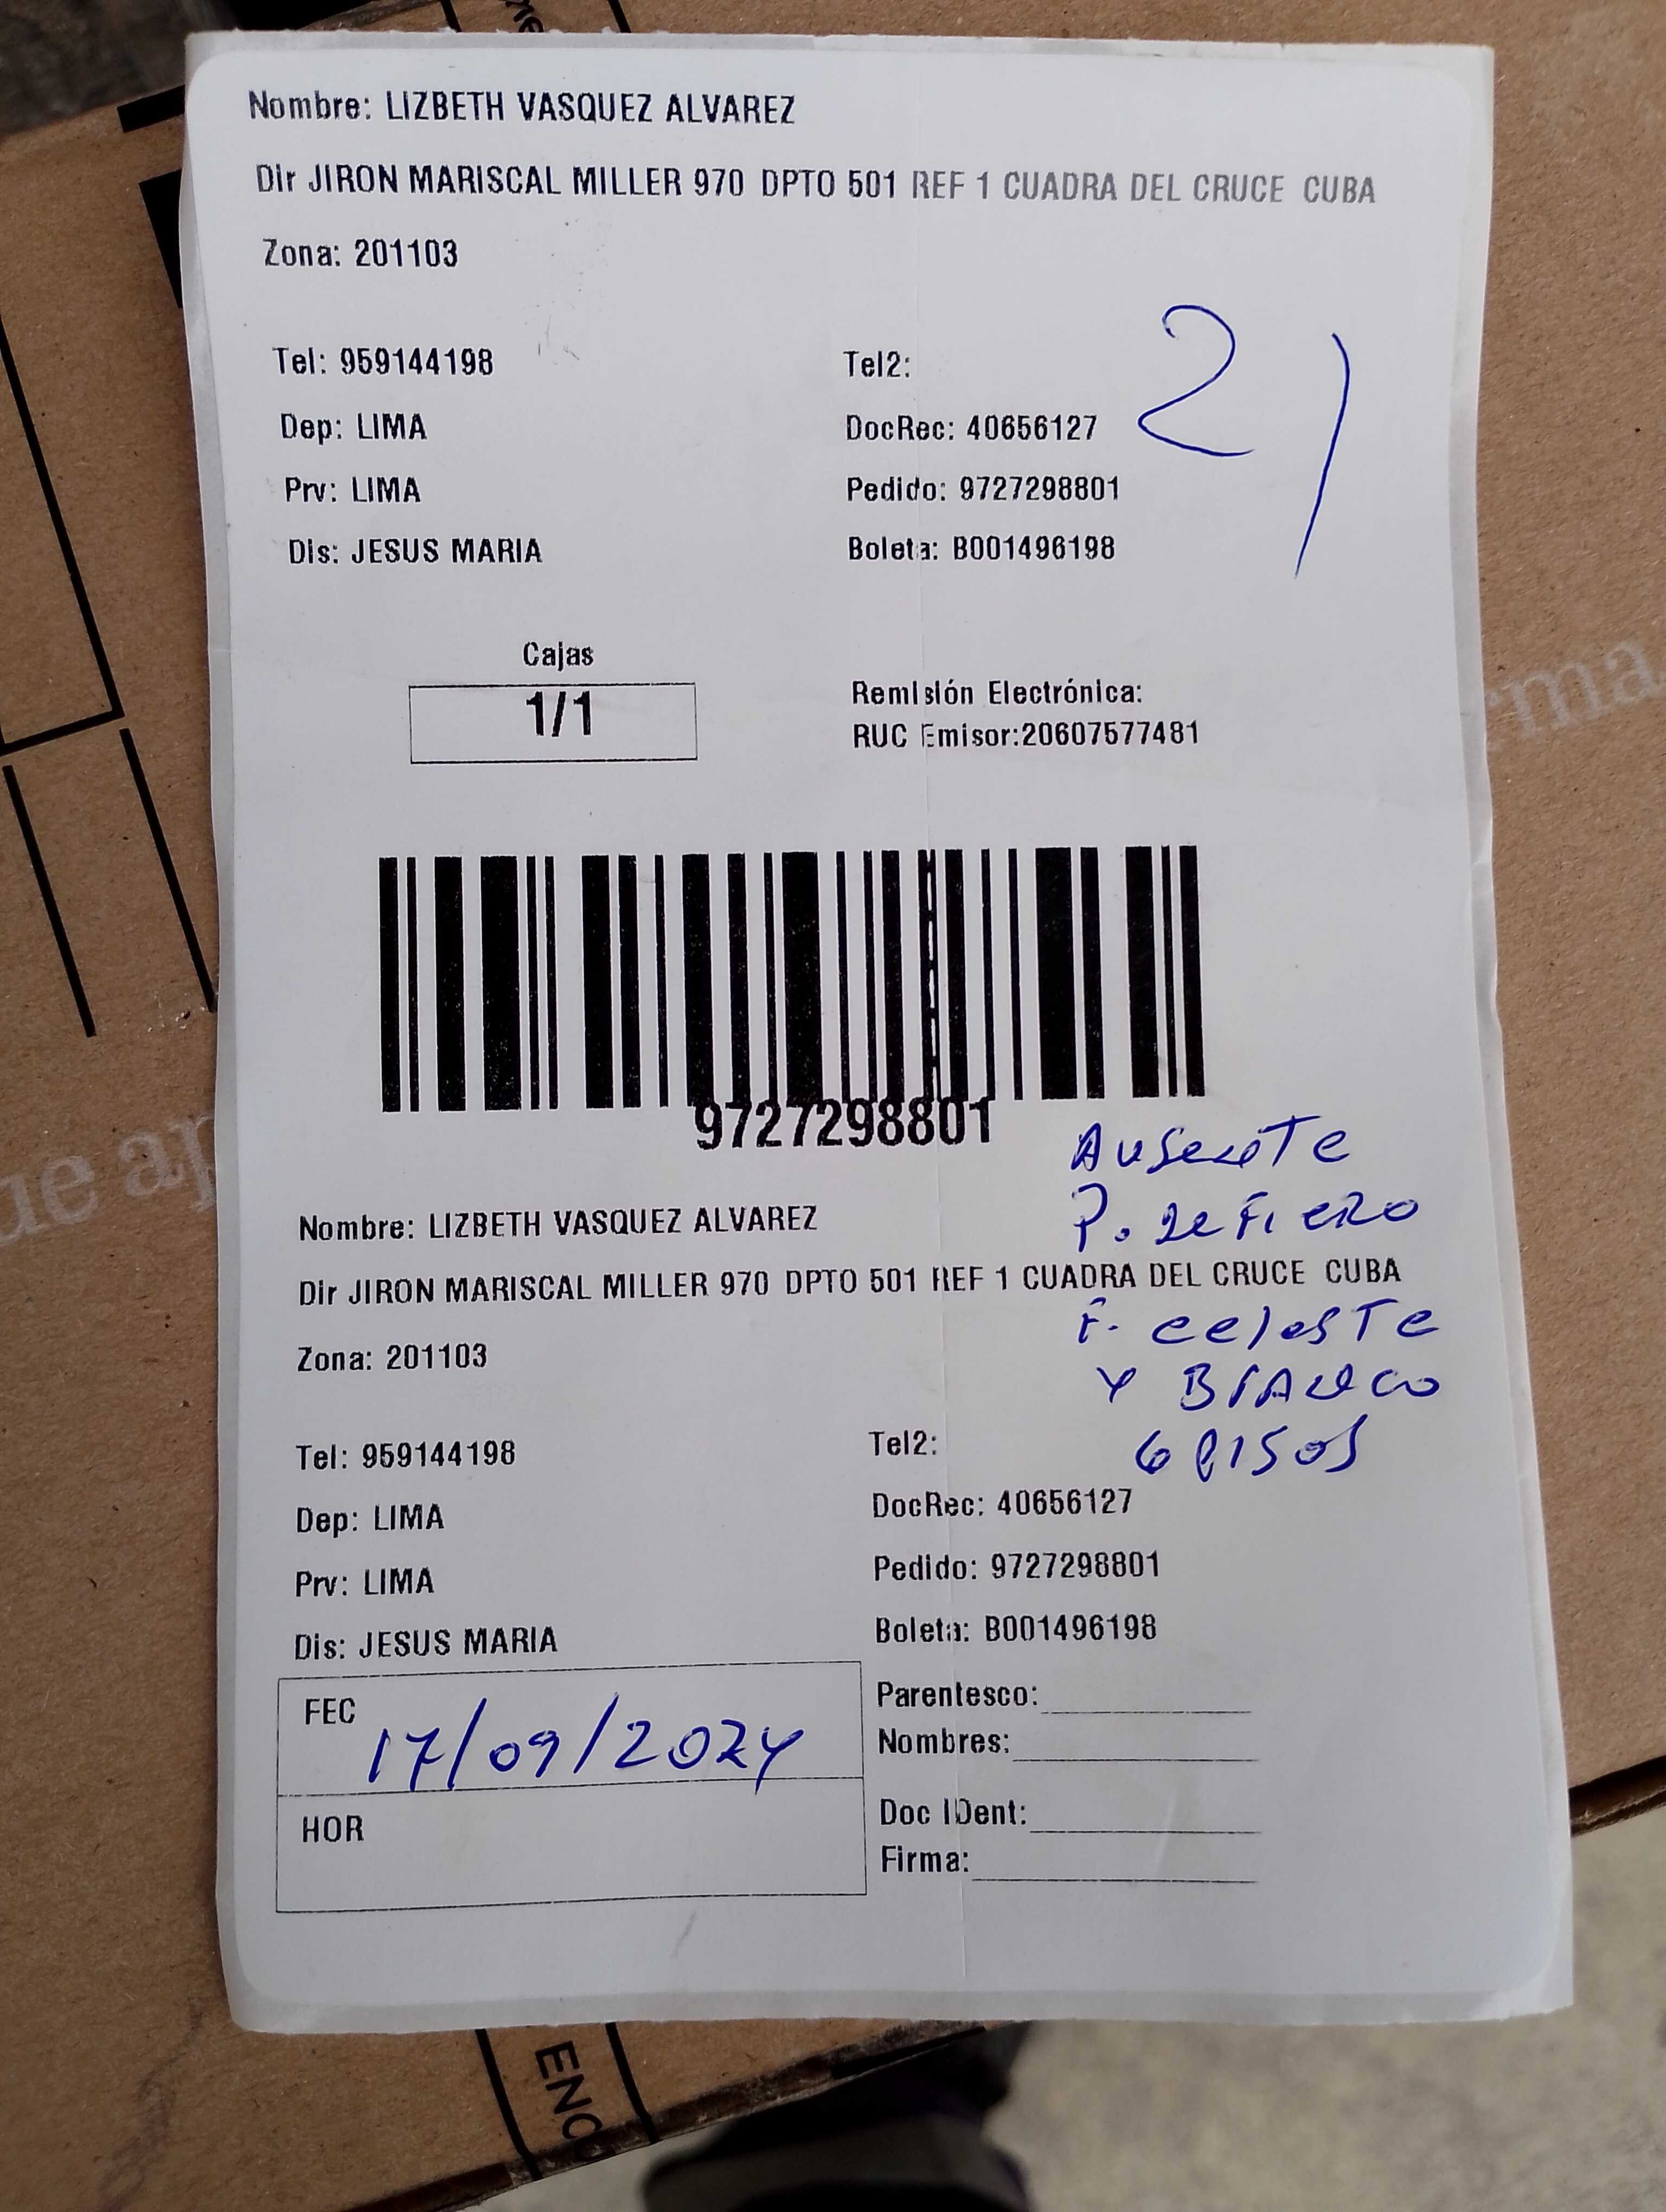 Nombre: LIZBETH VASQUEZ ALVAREZ
Dir JIRON MARISCAL MILLER 970 DPTO 501 REF 1 CUADRA DEL CRUCE CUBA
Zona: 201103
Tel: 959144198 Tel2:
Dep: LIMA DocRec: 40656127
Prv: LIMA Pedido: 9727298801
Dis: JESUS MARIA Boleta: B001496198
21
Cajas
1/1
Remisión Electrónica:
RUC Emisor:20607577481
9727298801
AUSENTE
P. DE FIERRO
Nombre: LIZBETH VASQUEZ ALVAREZ
Dir JIRON MARISCAL MILLER 970 DPTO 501 REF 1 CUADRA DEL CRUCE CUBA
F. CELESTE
Zona: 201103
Y BLANCO
6 PISOS
Tel: 959144198 Tel2:
Dep: LIMA DocRec: 40656127
Prv: LIMA Pedido: 9727298801
Dis: JESUS MARIA Boleta: B001496198
FEC 17/09/2024
HOR
Parentesco:
Nombres:
Doc IDent:
Firma: